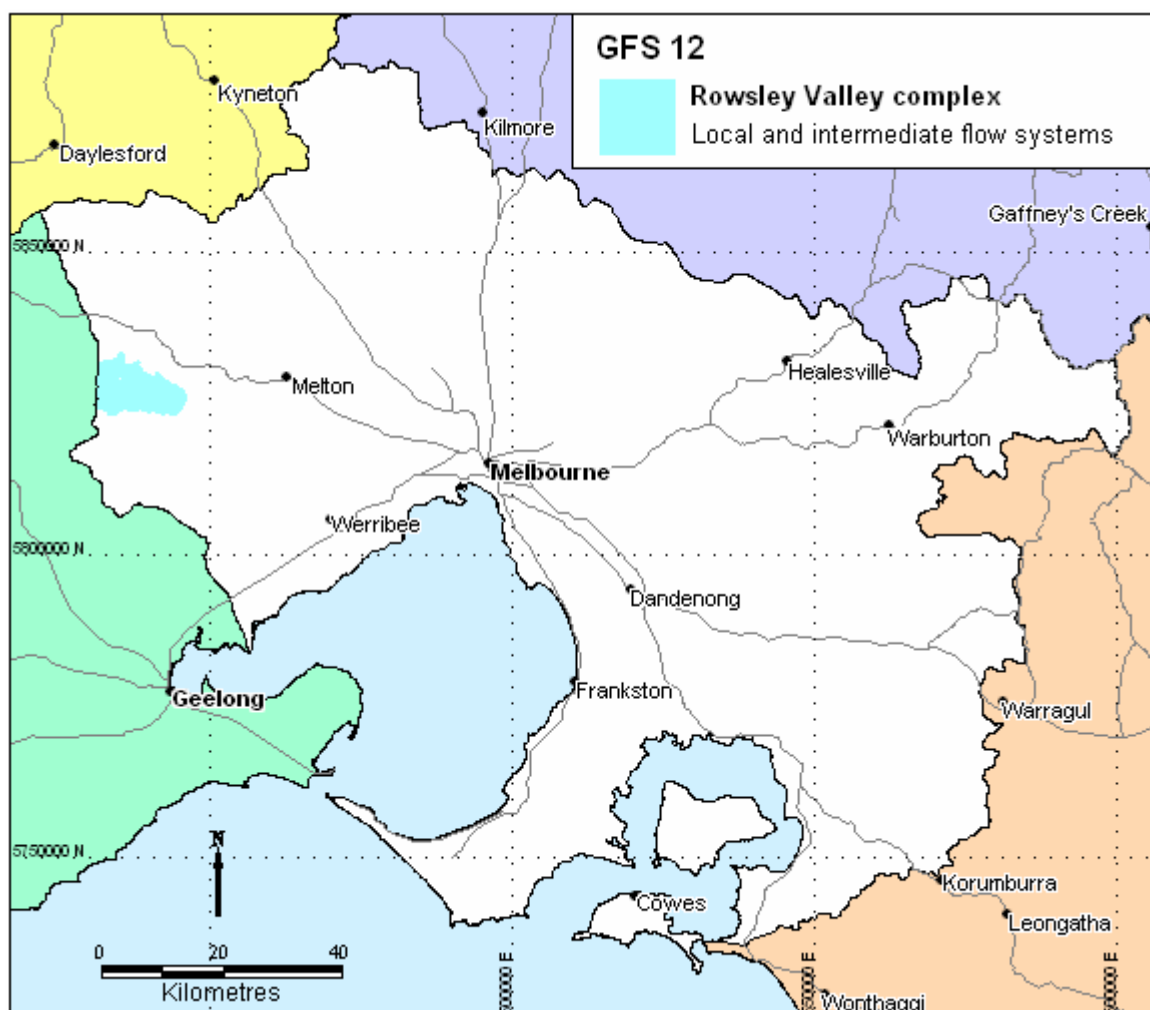 GFS 12
Rowsley Valley complex
Local and intermediate flow systems
Kyneton
Kilmore
Daylesford
Gaffney's Creek
5850000 N
Healesville
Melton
Warburton
Melbourne
Werribee
5800000 N
Dandenong
Frankston
Geelong
Warragul
5750000 N
N
Korumburra
Cowes
Leongatha
0 20 40
Kilometres
Wonthaggi